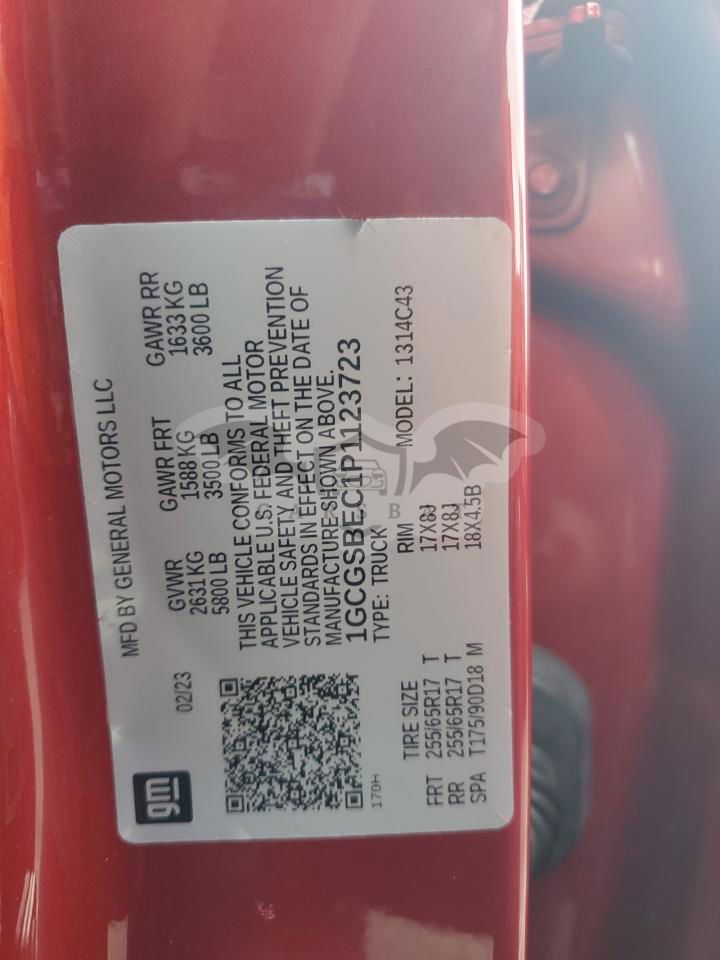 gm
MFD BY GENERAL MOTORS LLC
02/23
GVWR GAWR FRT GAWR RR
2631 KG 1588 KG 1633 KG
5800 LB 3500 LB 3600 LB
THIS VEHICLE CONFORMS TO ALL
APPLICABLE U.S. FEDERAL MOTOR
VEHICLE SAFETY AND THEFT PREVENTION
STANDARDS IN EFFECT ON THE DATE OF
MANUFACTURE SHOWN ABOVE.
1GCGSBEC1P1123723
TYPE: TRUCK MODEL: 1314C43
170H
TIRE SIZE RIM
FRT 255/65R17 T 17X8J
RR 255/65R17 T 17X8J
SPA T175/90D18 M 18X4.5B